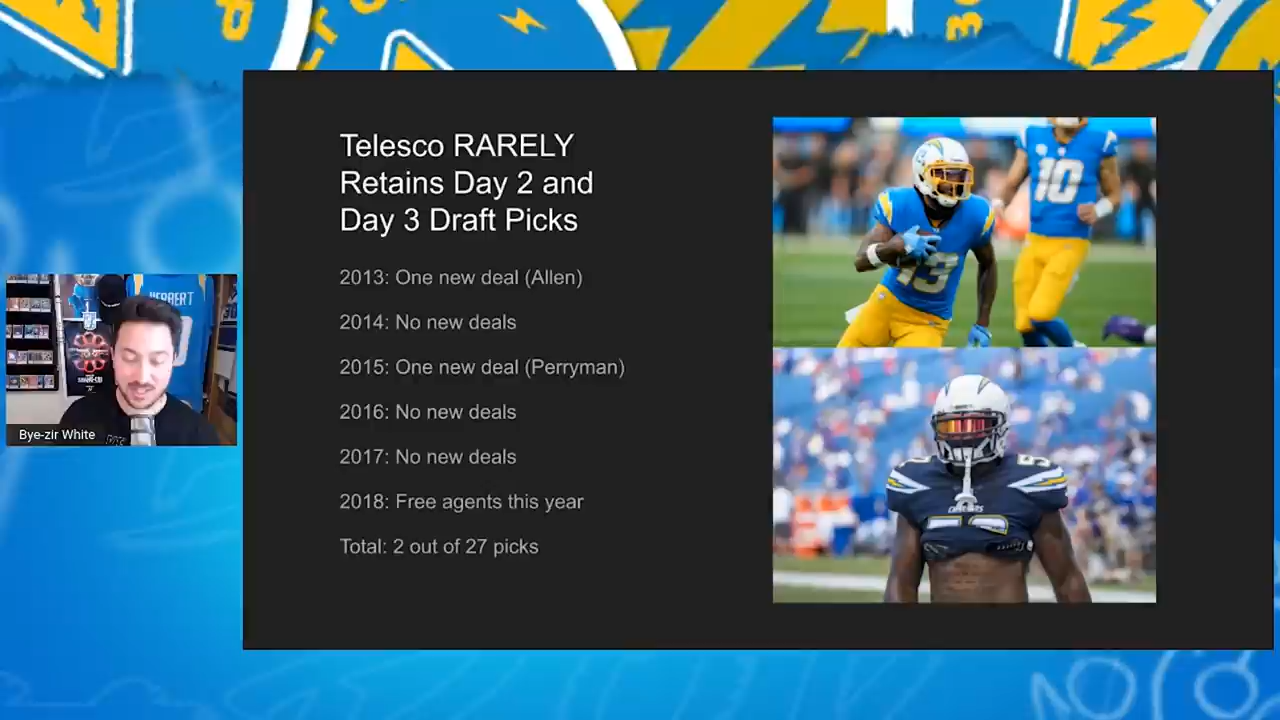 Telesco RARELY
Retains Day 2 and
Day 3 Draft Picks
2013: One new deal (Allen)
2014: No new deals
2015: One new deal (Perryman)
2016: No new deals
2017: No new deals
2018: Free agents this year
Total: 2 out of 27 picks
10
13
CHARGERS
52
HERBERT
Bye-zir White